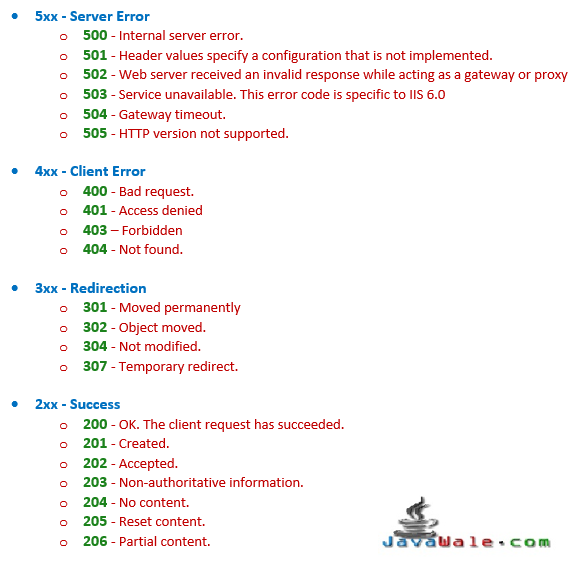 • 5xx - Server Error
o 500 - Internal server error.
o 501 - Header values specify a configuration that is not implemented.
o 502 - Web server received an invalid response while acting as a gateway or proxy
o 503 - Service unavailable. This error code is specific to IIS 6.0
o 504 - Gateway timeout.
o 505 - HTTP version not supported.
• 4xx - Client Error
o 400 - Bad request.
o 401 - Access denied
o 403 – Forbidden
o 404 - Not found.
• 3xx - Redirection
o 301 - Moved permanently
o 302 - Object moved.
o 304 - Not modified.
o 307 - Temporary redirect.
• 2xx - Success
o 200 - OK. The client request has succeeded.
o 201 - Created.
o 202 - Accepted.
o 203 - Non-authoritative information.
o 204 - No content.
o 205 - Reset content.
o 206 - Partial content.
JavaWale.com